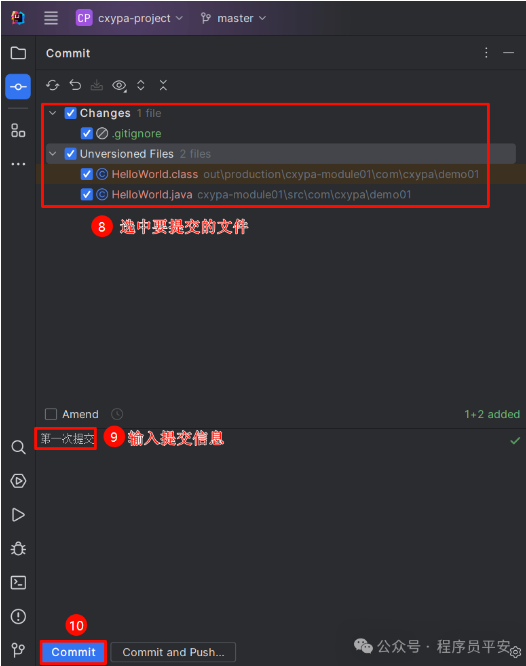 CP cxypa-project master
Commit
Changes 1 file
.gitignore
Unversioned Files 2 files
HelloWorld.class out\production\cxypa-module01\com\cxypa\demo01
HelloWorld.java cxypa-module01\src\com\cxypa\demo01
8 选中要提交的文件
Amend 1+2 added
第一次提交 9 输入提交信息
10
Commit Commit and Push... 公众号 · 程序员平安